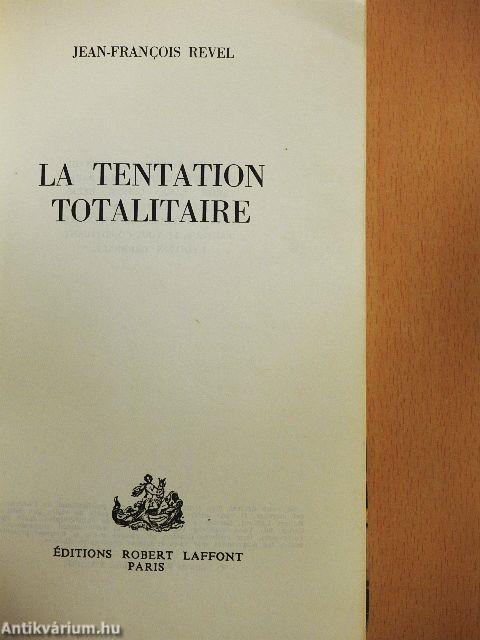 JEAN-FRANÇOIS REVEL
LA TENTATION
TOTALITAIRE
ÉDITIONS ROBERT LAFFONT
PARIS
Antikvárium.hu